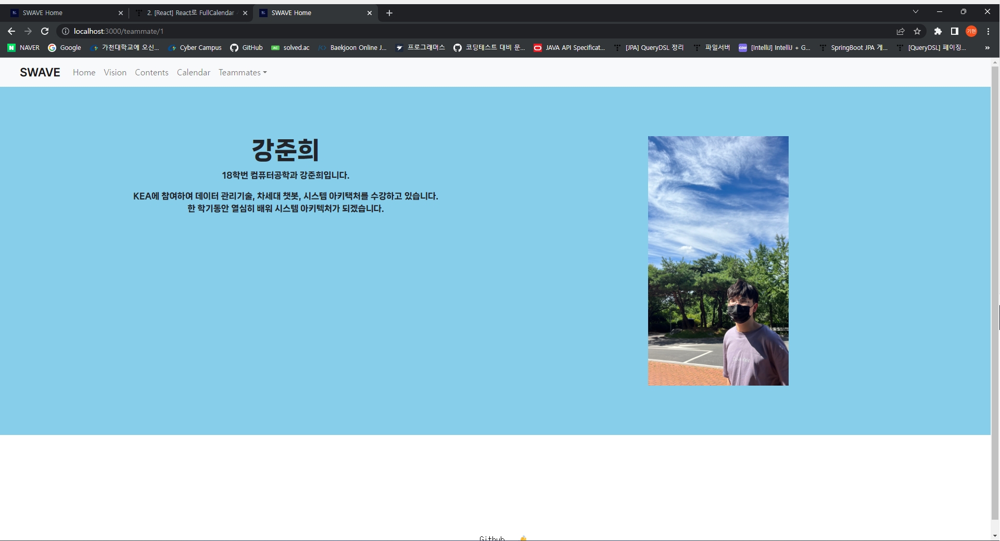 SWAVE Home
2. [React] React로 FullCalendar
SWAVE Home
localhost:3000/teammate/1
기현
NAVER
Google
가천대학교에 오신...
Cyber Campus
GitHub
solved.ac
Baekjoon Online J...
프로그래머스
코딩테스트 대비 문...
JAVA API Specificat...
[JPA] QueryDSL 정리
파일서버
[IntelliJ] IntelliJ + G...
SpringBoot JPA 게...
[QueryDSL] 페이징...
»
SWAVE
Home
Vision
Contents
Calendar
Teammates
강준희
18학번 컴퓨터공학과 강준희입니다.
KEA에 참여하여 데이터 관리기술, 차세대 챗봇, 시스템 아키택처를 수강하고 있습니다.
한 학기동안 열심히 배워 시스템 아키텍처가 되겠습니다.
Github